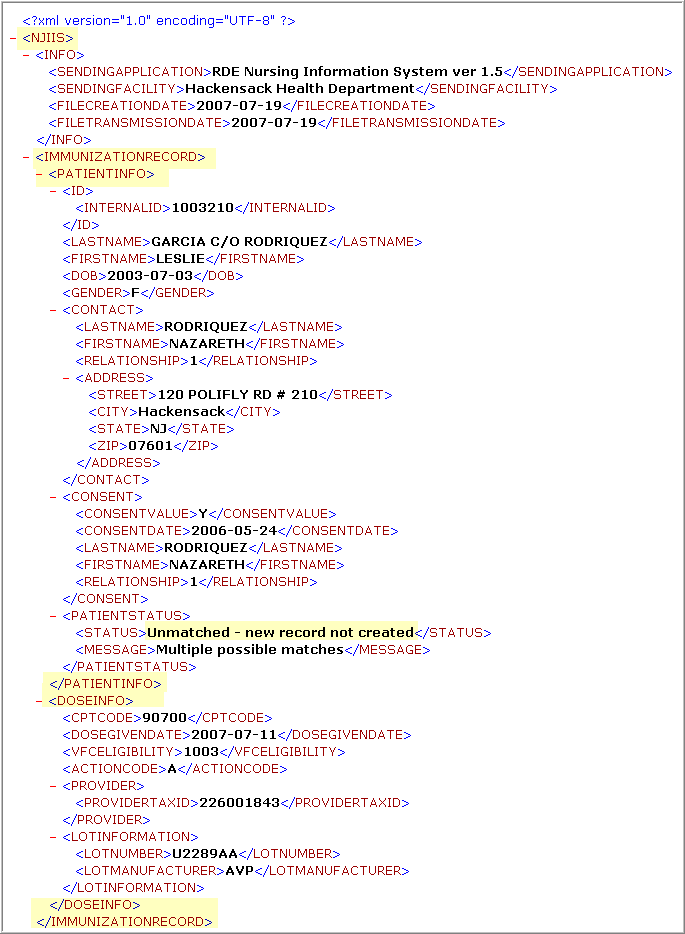 <?xml version="1.0" encoding="UTF-8" ?>
- <NJIIS>
- <INFO>
<SENDINGAPPLICATION>RDE Nursing Information System ver 1.5</SENDINGAPPLICATION>
<SENDINGFACILITY>Hackensack Health Department</SENDINGFACILITY>
<FILECREATIONDATE>2007-07-19</FILECREATIONDATE>
<FILETRANSMISSIONDATE>2007-07-19</FILETRANSMISSIONDATE>
</INFO>
- <IMMUNIZATIONRECORD>
- <PATIENTINFO>
- <ID>
<INTERNALID>1003210</INTERNALID>
</ID>
<LASTNAME>GARCIA C/O RODRIQUEZ</LASTNAME>
<FIRSTNAME>LESLIE</FIRSTNAME>
<DOB>2003-07-03</DOB>
<GENDER>F</GENDER>
- <CONTACT>
<LASTNAME>RODRIQUEZ</LASTNAME>
<FIRSTNAME>NAZARETH</FIRSTNAME>
<RELATIONSHIP>1</RELATIONSHIP>
- <ADDRESS>
<STREET>120 POLIFLY RD # 210</STREET>
<CITY>Hackensack</CITY>
<STATE>NJ</STATE>
<ZIP>07601</ZIP>
</ADDRESS>
</CONTACT>
- <CONSENT>
<CONSENTVALUE>Y</CONSENTVALUE>
<CONSENTDATE>2006-05-24</CONSENTDATE>
<LASTNAME>RODRIQUEZ</LASTNAME>
<FIRSTNAME>NAZARETH</FIRSTNAME>
<RELATIONSHIP>1</RELATIONSHIP>
</CONSENT>
- <PATIENTSTATUS>
<STATUS>Unmatched - new record not created</STATUS>
<MESSAGE>Multiple possible matches</MESSAGE>
</PATIENTSTATUS>
</PATIENTINFO>
- <DOSEINFO>
<CPTCODE>90700</CPTCODE>
<DOSEGIVENDATE>2007-07-11</DOSEGIVENDATE>
<VFCELIGIBILITY>1003</VFCELIGIBILITY>
<ACTIONCODE>A</ACTIONCODE>
- <PROVIDER>
<PROVIDERTAXID>226001843</PROVIDERTAXID>
</PROVIDER>
- <LOTINFORMATION>
<LOTNUMBER>U2289AA</LOTNUMBER>
<LOTMANUFACTURER>AVP</LOTMANUFACTURER>
</LOTINFORMATION>
</DOSEINFO>
</IMMUNIZATIONRECORD>